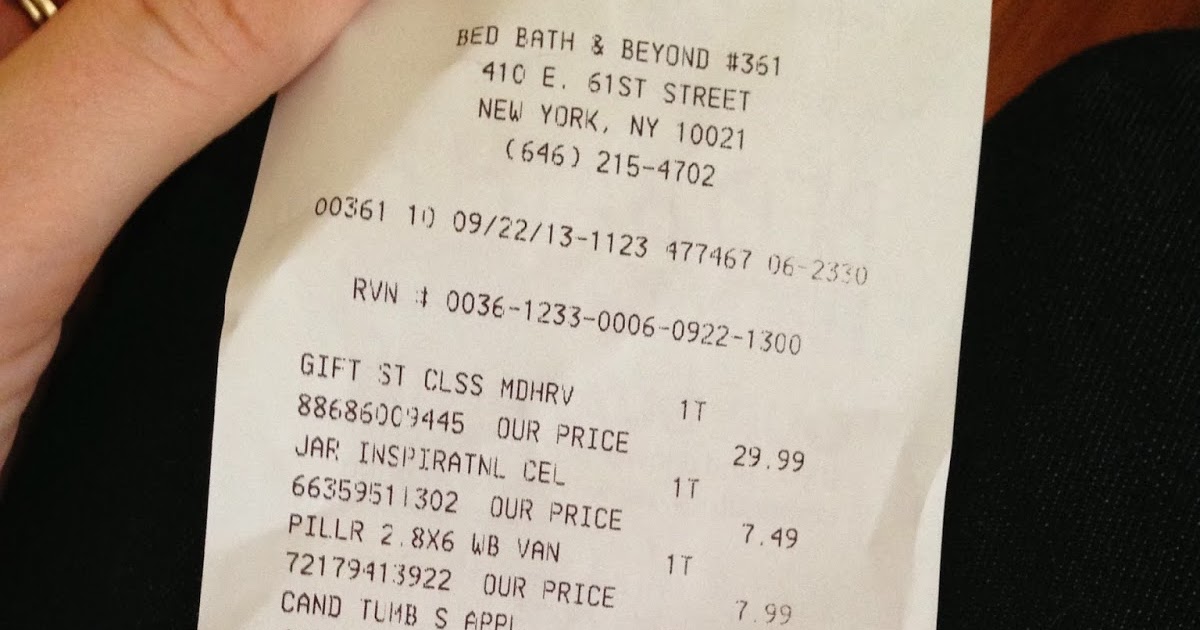 BED BATH & BEYOND #361
410 E. 61ST STREET
NEW YORK, NY 10021
(646) 215-4702
00361 10 09/22/13-1123 477467 06-2330
RVN # 0036-1233-0006-0922-1300
GIFT ST CLSS MDHRV 1T
88686009445 OUR PRICE 29.99
JAR INSPIRATNL CEL 1T
66359511302 OUR PRICE 7.49
PILLR 2.8X6 WB VAN 1T
72179413922 OUR PRICE 7.99
CAND TUMB S APPL